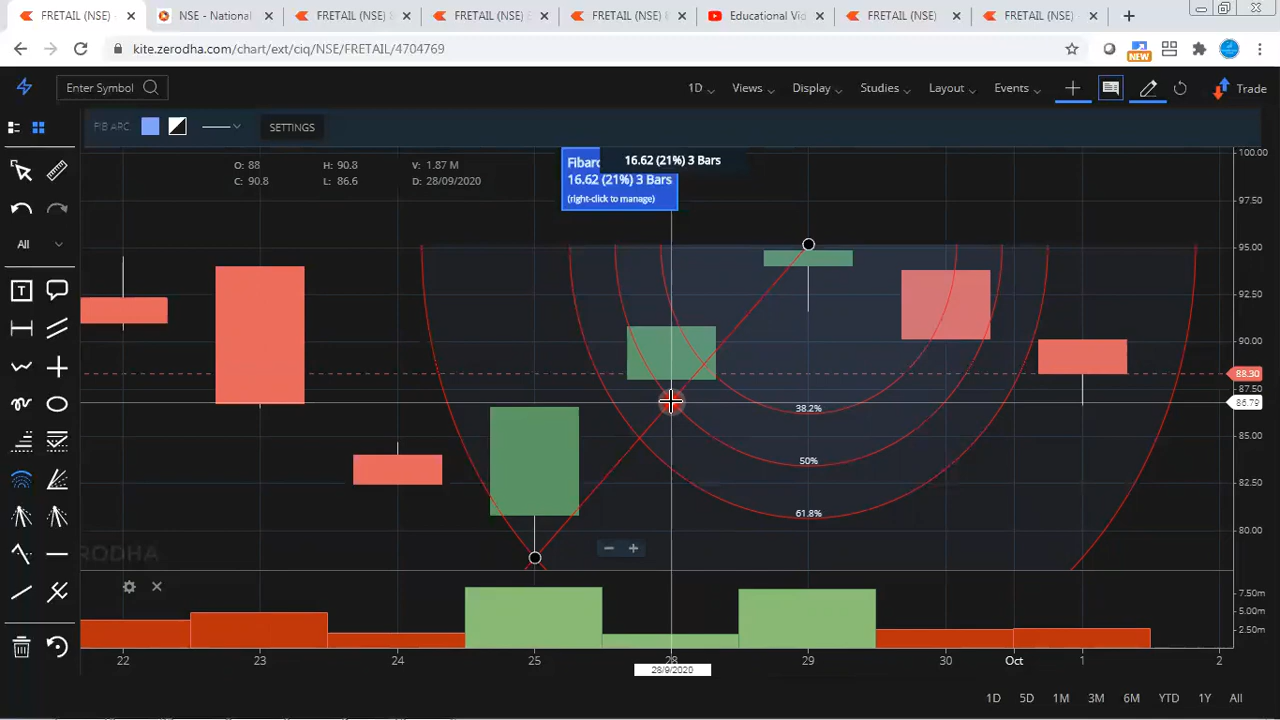 FRETAIL (NSE) -
NSE - National
FRETAIL (NSE)
FRETAIL (NSE)
FRETAIL (NSE)
Educational Vid
FRETAIL (NSE)
FRETAIL (NSE)
kite.zerodha.com/chart/ext/ciq/NSE/FRETAIL/4704769
NEW
Enter Symbol
1D
Views
Display
Studies
Layout
Events
Trade
FIB ARC
SETTINGS
O: 88
H: 90.8
V: 1.87 M
C: 90.8
L: 86.6
D: 28/09/2020
Fibarc
16.62 (21%) 3 Bars
16.62 (21%) 3 Bars
(right-click to manage)
All
T
100.00
97.50
95.00
92.50
90.00
88.30
87.50
86.79
85.00
82.50
80.00
38.2%
50%
61.8%
ERODHA
7.50m
5.00m
2.50m
22
23
24
25
28
29
30
Oct
1
2
28/9/2020
1D
5D
1M
3M
6M
YTD
1Y
All